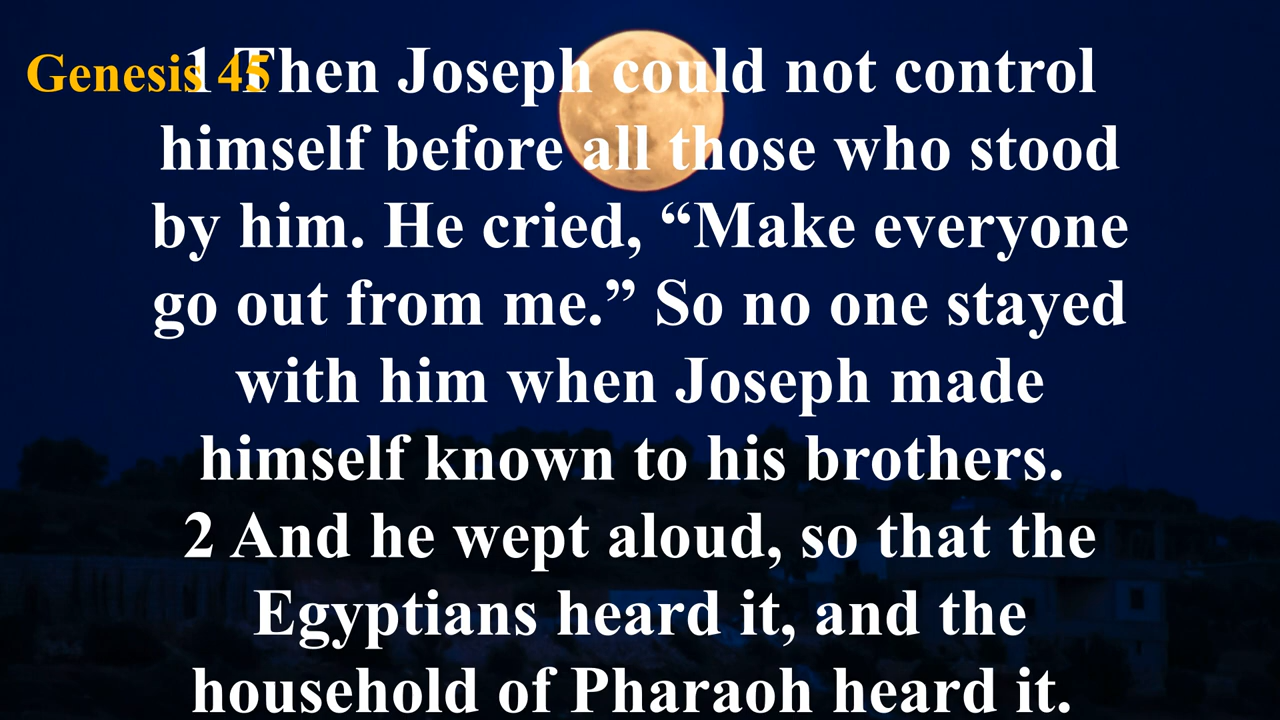 Genesis 45
1 Then Joseph could not control
himself before all those who stood
by him. He cried, “Make everyone
go out from me.” So no one stayed
with him when Joseph made
himself known to his brothers.
2 And he wept aloud, so that the
Egyptians heard it, and the
household of Pharaoh heard it.